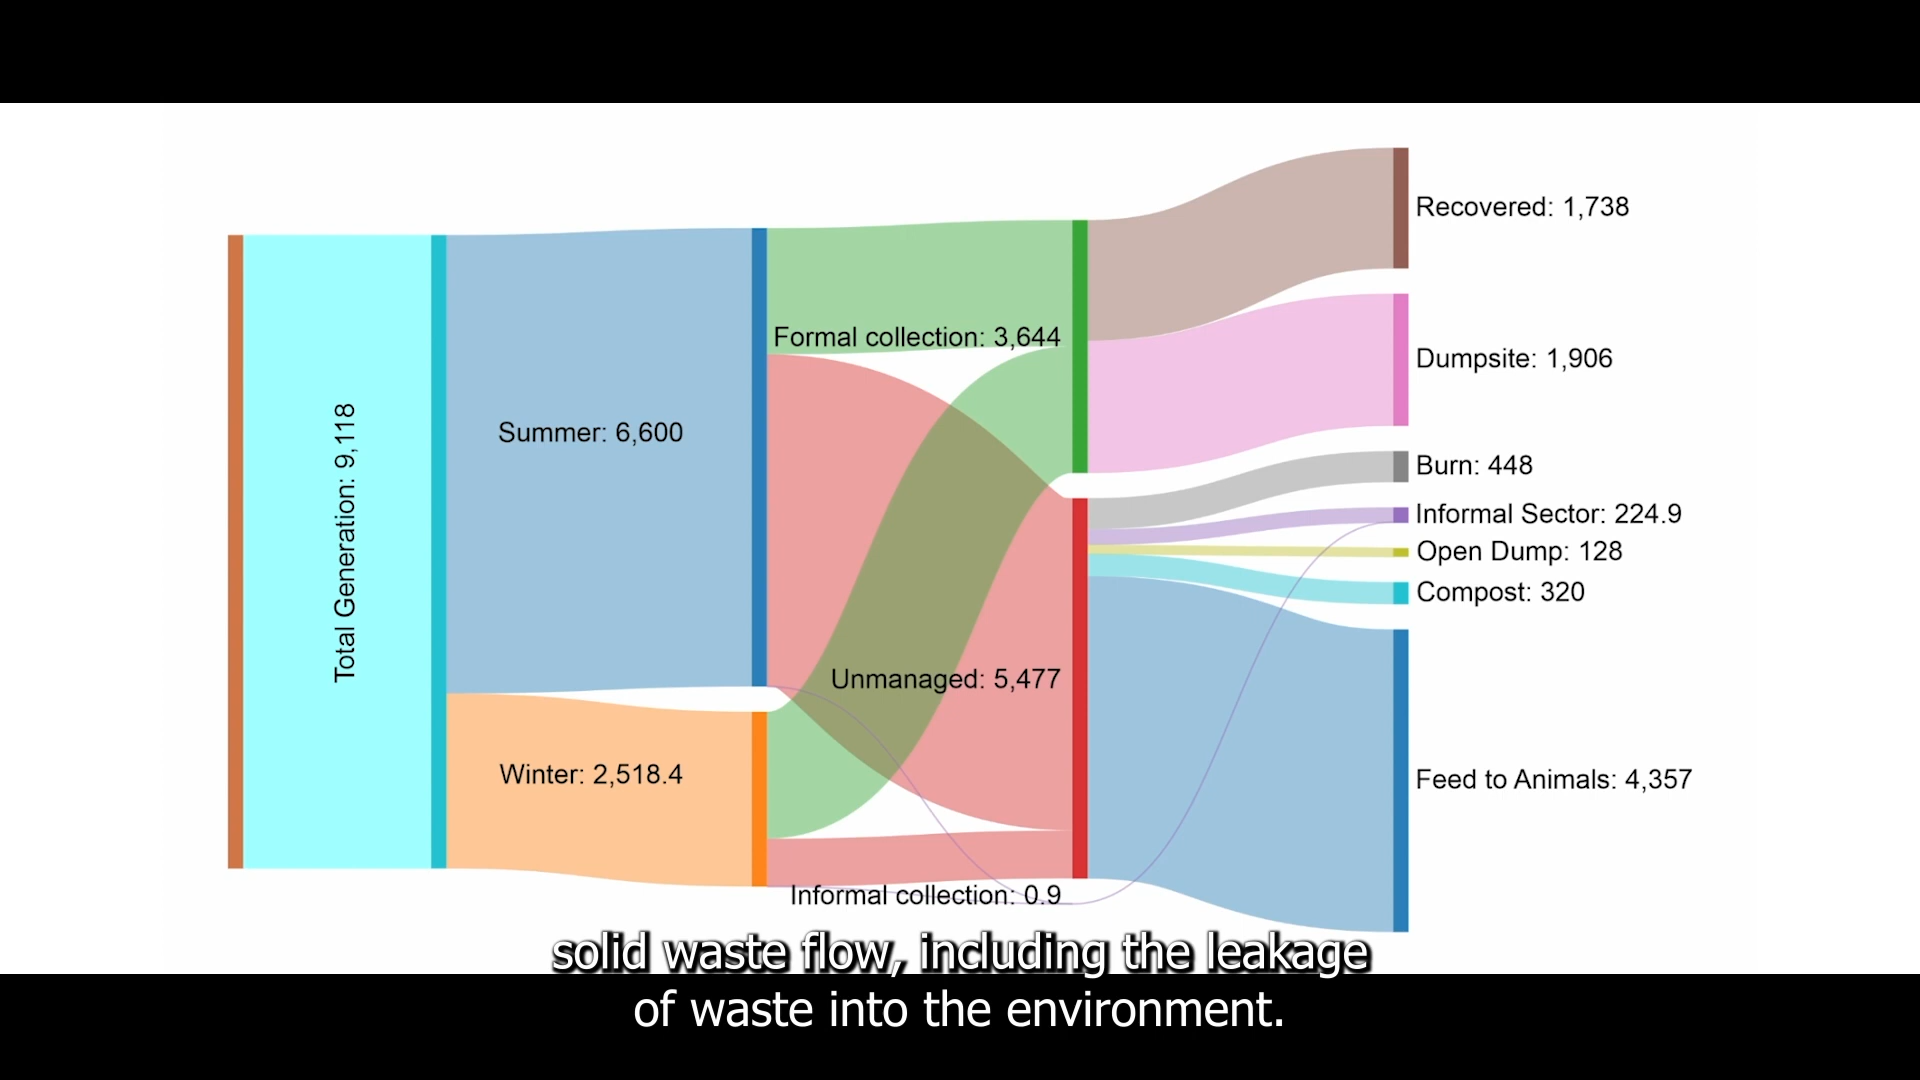 Total Generation: 9,118
Summer: 6,600
Winter: 2,518.4
Formal collection: 3,644
Unmanaged: 5,477
Informal collection: 0.9
Recovered: 1,738
Dumpsite: 1,906
Burn: 448
Informal Sector: 224.9
Open Dump: 128
Compost: 320
Feed to Animals: 4,357
solid waste flow, including the leakage
of waste into the environment.